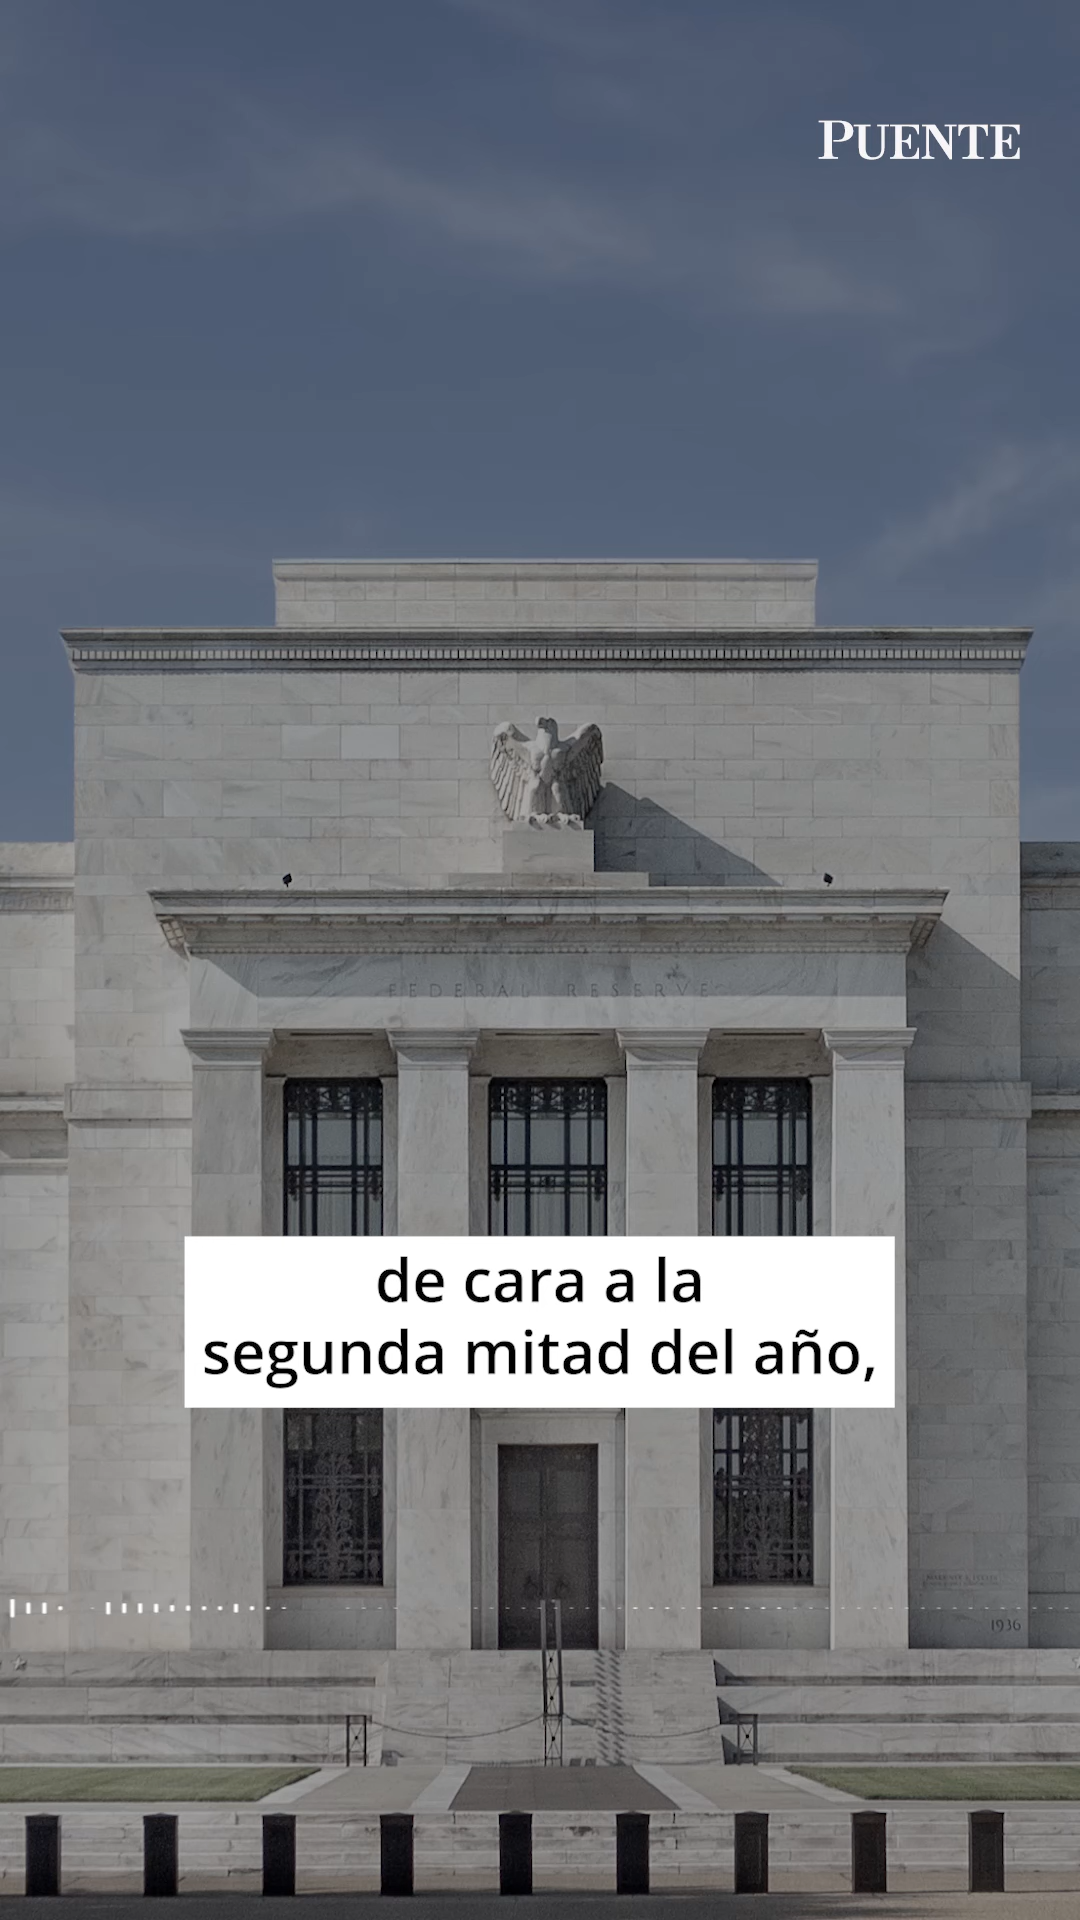 PUENTE
FEDERAL RESERVE
de cara a la
segunda mitad del año,
1936